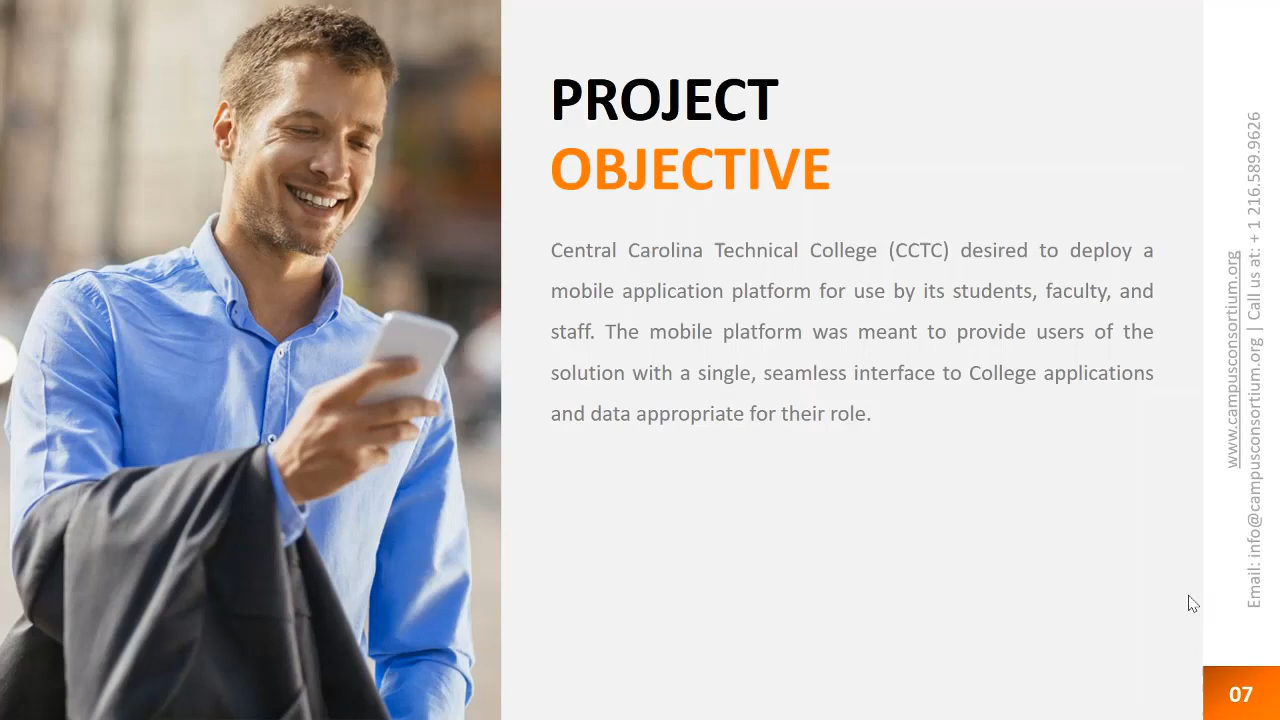 PROJECT
OBJECTIVE
Central Carolina Technical College (CCTC) desired to deploy a
mobile application platform for use by its students, faculty, and
staff. The mobile platform was meant to provide users of the
solution with a single, seamless interface to College applications
and data appropriate for their role.
www.campusconsortium.org
Email: info@campusconsortium.org | Call us at: + 1 216.589.9626
07